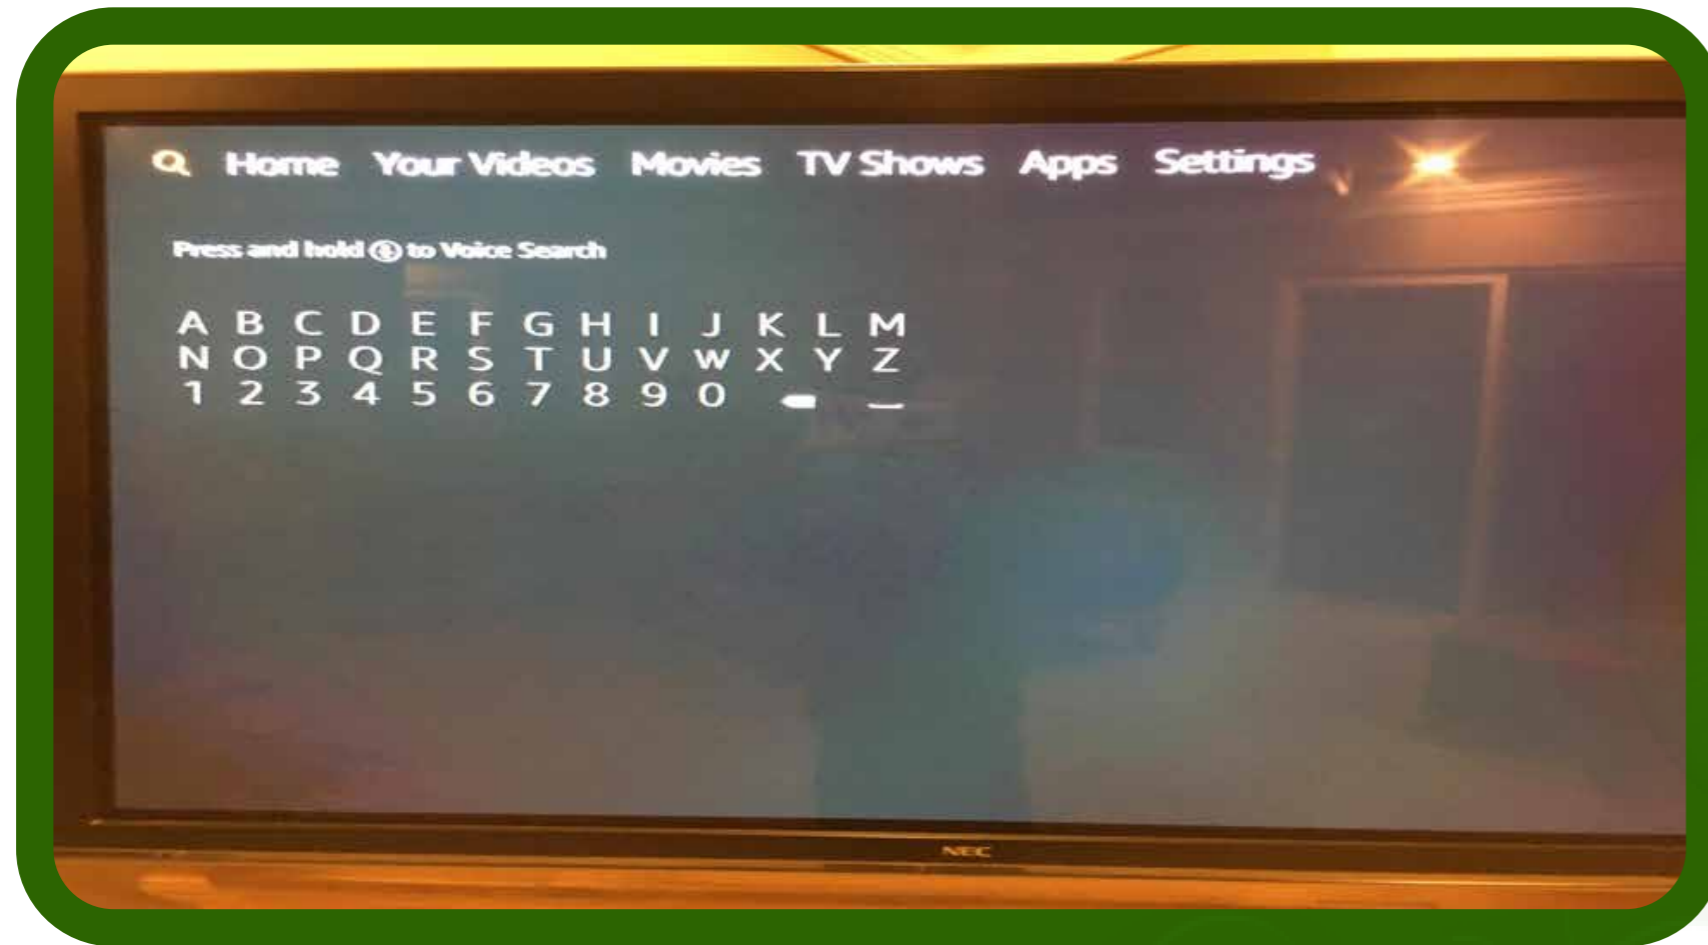 Home Your Videos Movies TV Shows Apps Settings
Press and hold to Voice Search
A B C D E F G H I J K L M
N O P Q R S T U V W X Y Z
1 2 3 4 5 6 7 8 9 0 _
NEC